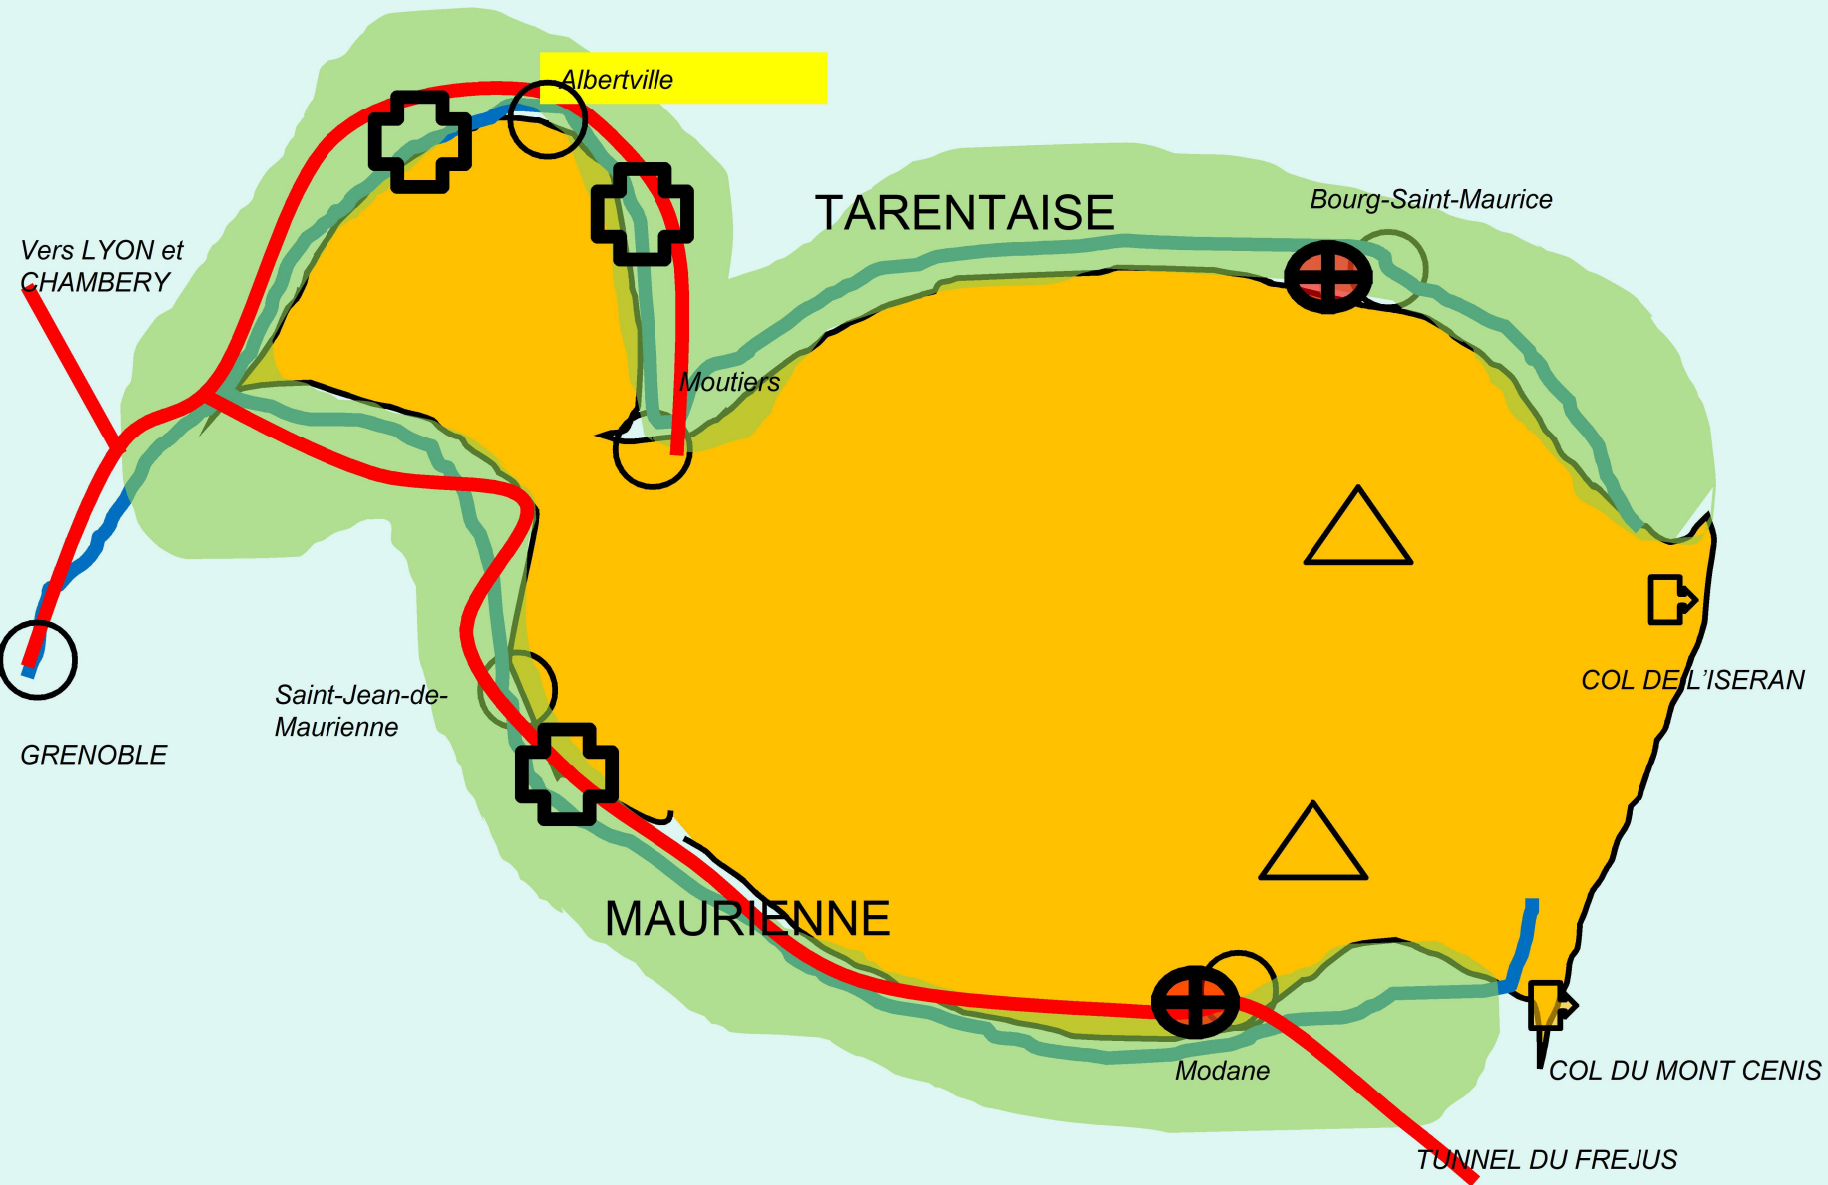 Albertville
TARENTAISE
Bourg-Saint-Maurice
Vers LYON et
CHAMBERY
Moutiers
COL DE L'ISERAN
Saint-Jean-de-
Maurienne
GRENOBLE
MAURIENNE
Modane
COL DU MONT CENIS
TUNNEL DU FREJUS